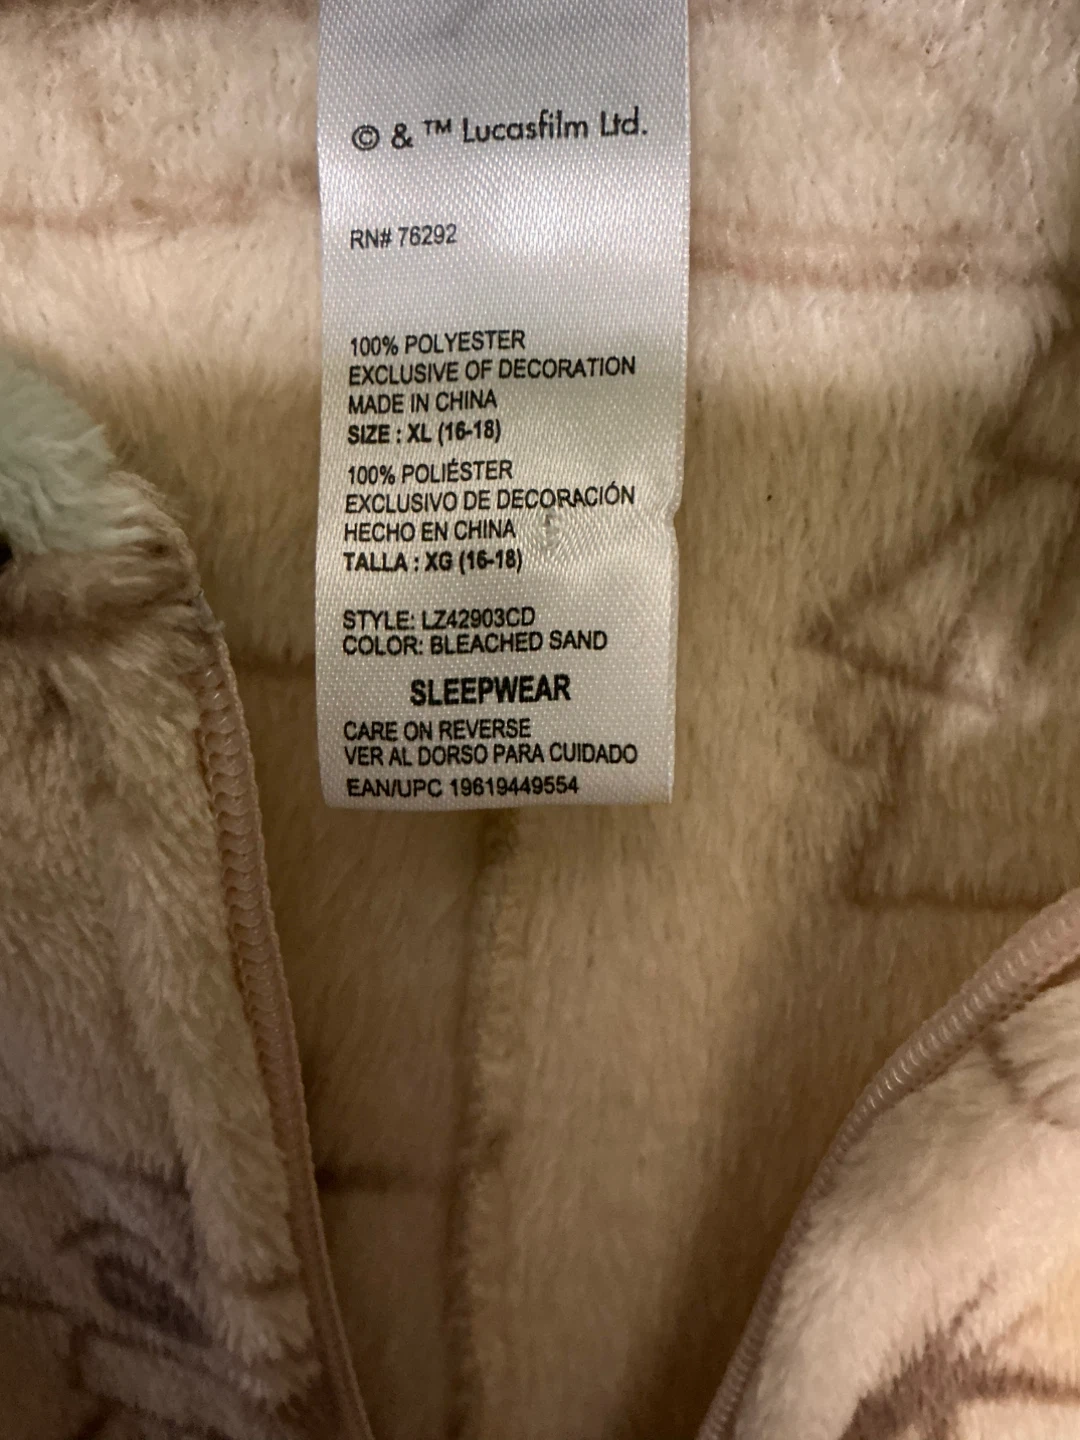 © & ™ Lucasfilm Ltd.
RN# 76292
100% POLYESTER
EXCLUSIVE OF DECORATION
MADE IN CHINA
SIZE : XL (16-18)
100% POLIÉSTER
EXCLUSIVO DE DECORACIÓN
HECHO EN CHINA
TALLA : XG (16-18)
STYLE: LZ42903CD
COLOR: BLEACHED SAND
SLEEPWEAR
CARE ON REVERSE
VER AL DORSO PARA CUIDADO
EAN/UPC 19619449554